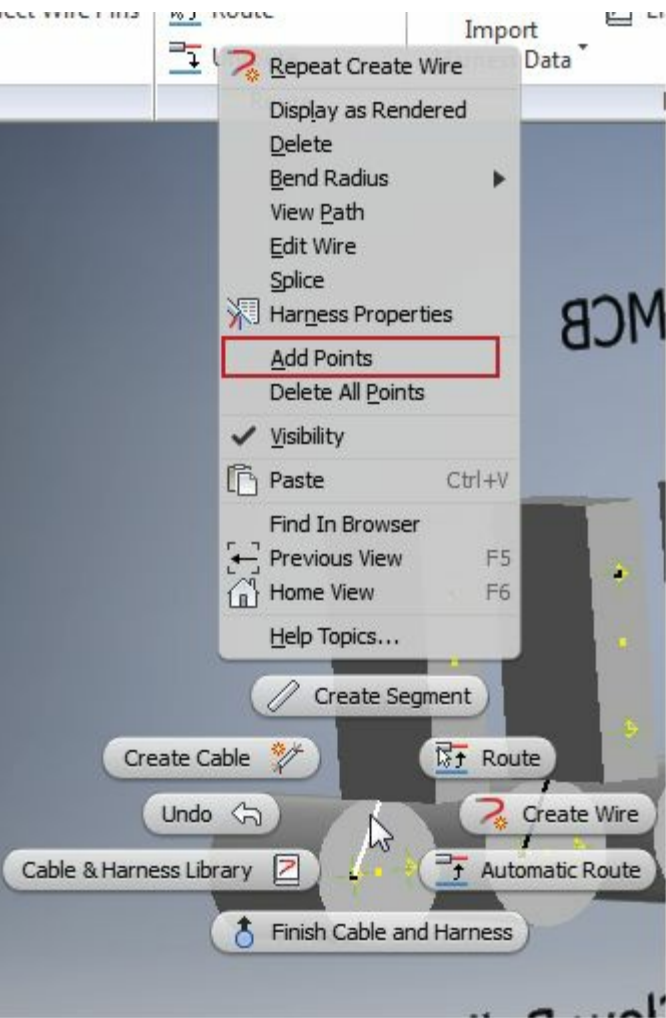 Wire Pins
Route
Import
Data
Repeat Create Wire
Display as Rendered
Delete
Bend Radius
View Path
Edit Wire
Splice
Harness Properties
MCB
Add Points
Delete All Points
Visibility
Paste Ctrl+V
Find In Browser
Previous View F5
Home View F6
Help Topics...
Create Segment
Create Cable
Route
Undo
Create Wire
Cable & Harness Library
Automatic Route
Finish Cable and Harness